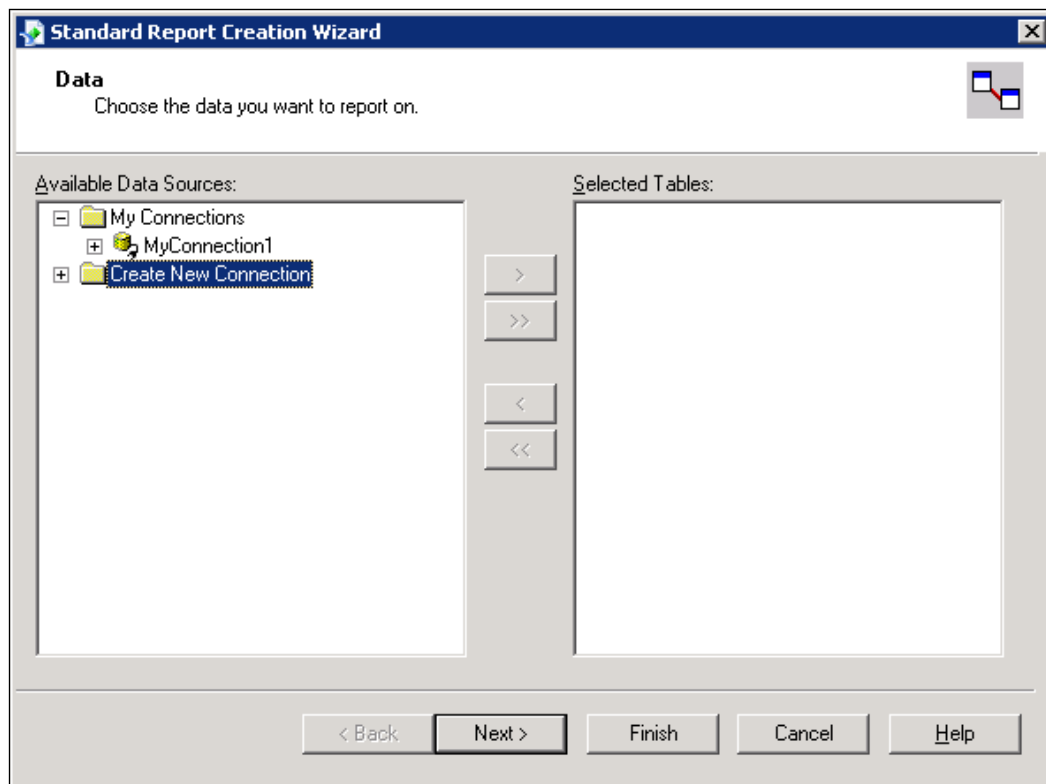 Standard Report Creation Wizard
Data
Choose the data you want to report on.
Available Data Sources:
Selected Tables:
My Connections
MyConnection1
Create New Connection
>
>>
<
<<
< Back
Next >
Finish
Cancel
Help